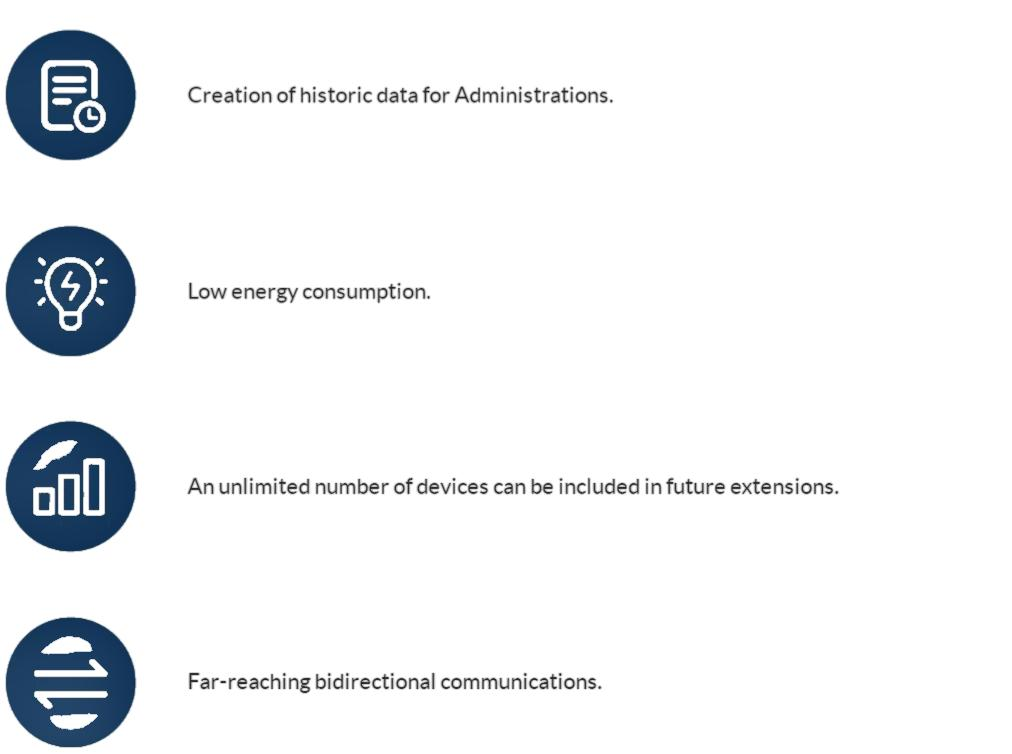 Creation of historic data for Administrations.
Low energy consumption.
An unlimited number of devices can be included in future extensions.
Far-reaching bidirectional communications.